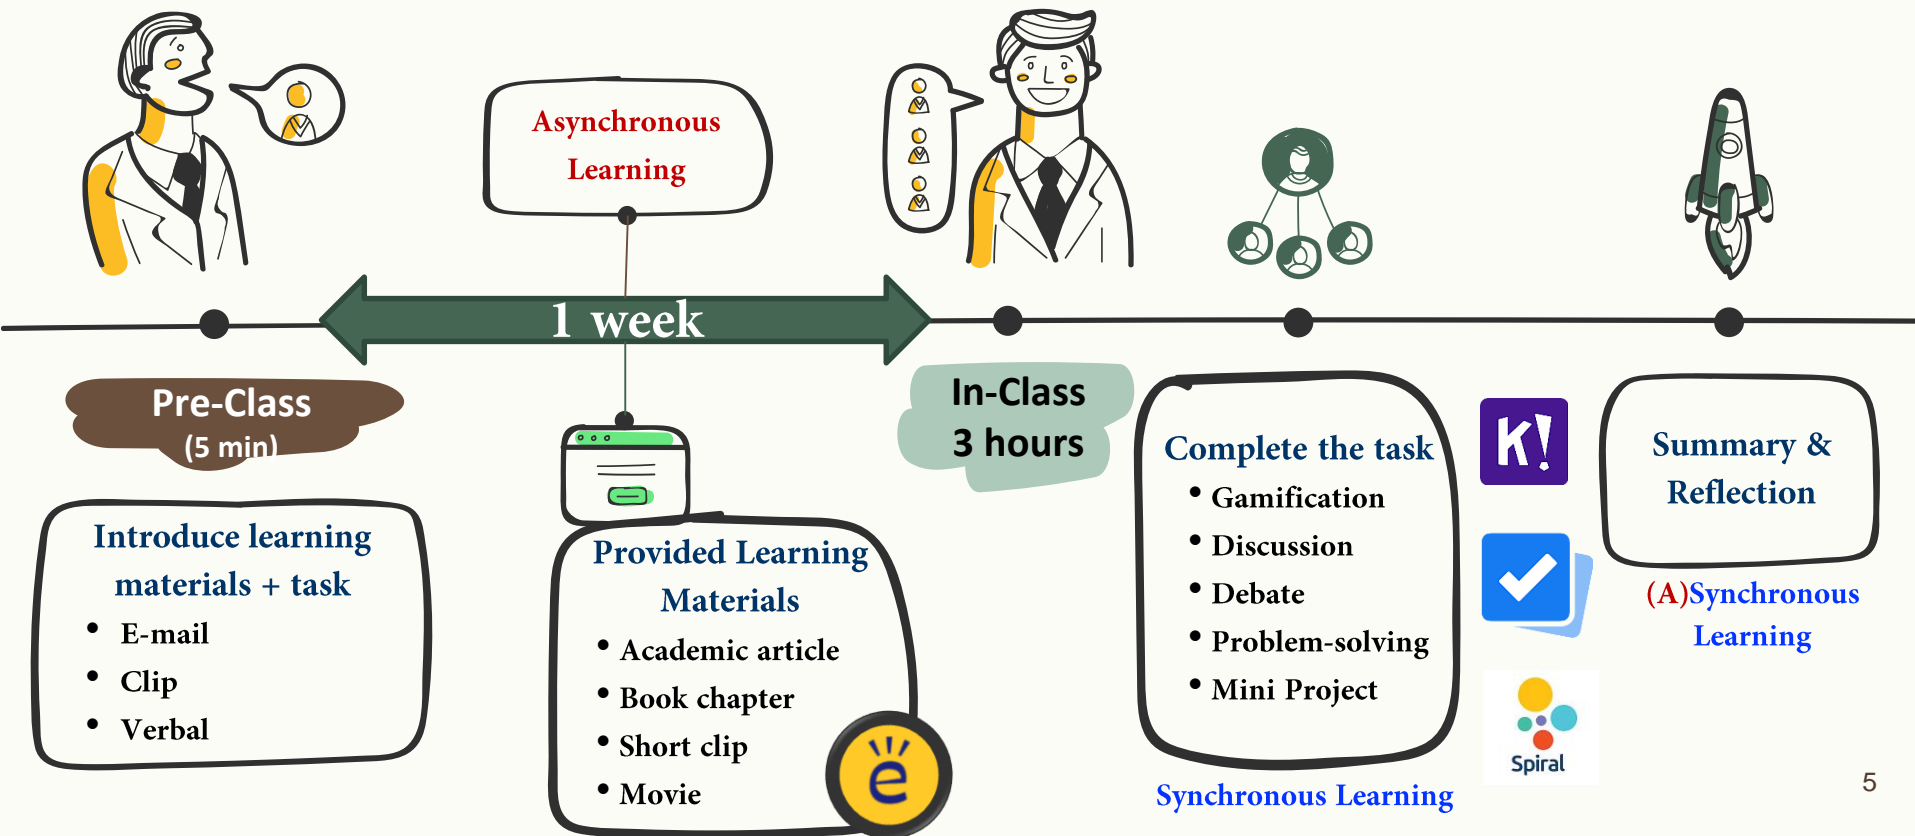 Asynchronous
Learning
1 week
Pre-Class
(5 min)
Introduce learning
materials + task
• E-mail
• Clip
• Verbal
Provided Learning
Materials
• Academic article
• Book chapter
• Short clip
• Movie
e
In-Class
3 hours
Complete the task
• Gamification
• Discussion
• Debate
• Problem-solving
• Mini Project
Synchronous Learning
K!
Spiral
Summary &
Reflection
(A)Synchronous
Learning
5